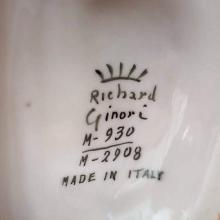 Richard
Ginori
M-930
M-2908
MADE IN ITALY